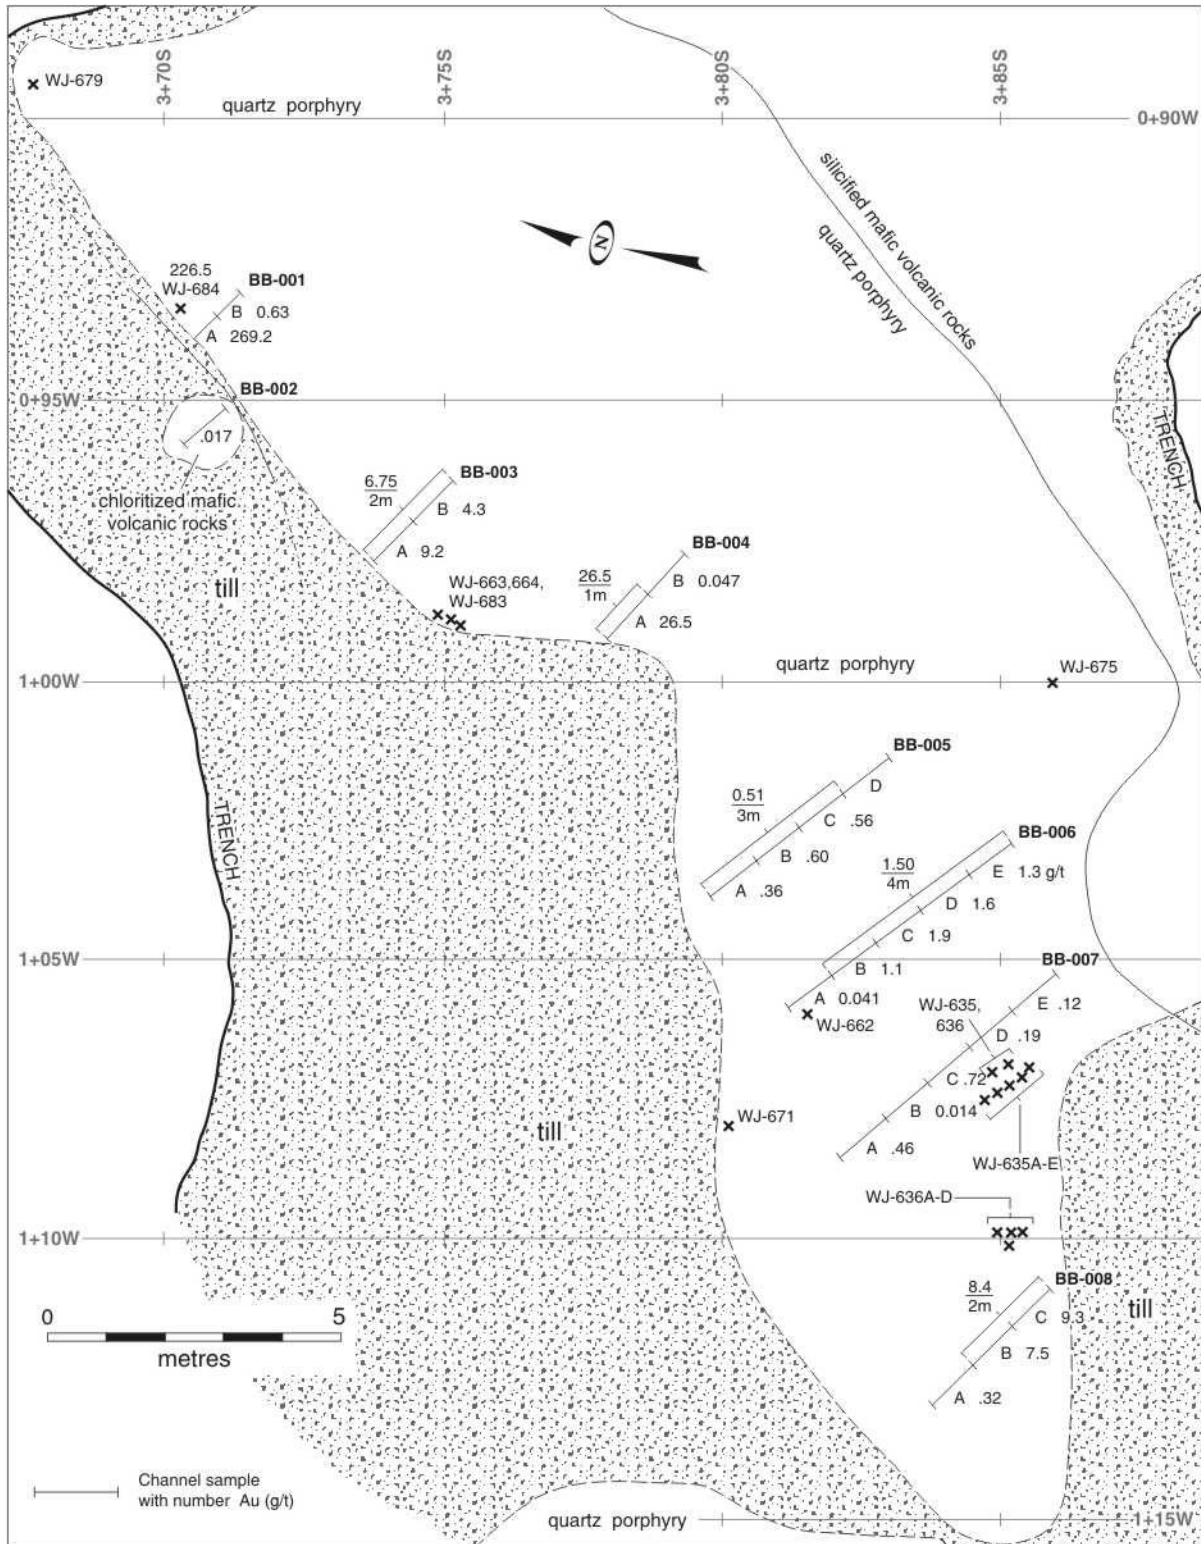 3+70S
3+75S
3+80S
3+85S
WJ-679
quartz porphyry
0+90W
silicified mafic volcanic rocks
quartz porphyry
N
226.5
WJ-684
BB-001
B 0.63
A 269.2
BB-002
0+95W
.017
chloritized mafic
volcanic rocks
TRENCH
6.75
2m
BB-003
B 4.3
A 9.2
till
WJ-663,664,
WJ-683
BB-004
26.5
1m
B 0.047
A 26.5
1+00W
quartz porphyry
WJ-675
BB-005
0.51
3m
D
C .56
B .60
A .36
TRENCH
BB-006
1.50
4m
E 1.3 g/t
D 1.6
C 1.9
B 1.1
A 0.041
1+05W
WJ-662
BB-007
WJ-635,
636
E .12
D .19
C .72
B 0.014
A .46
WJ-671
till
WJ-635A-E
WJ-636A-D
1+10W
BB-008
8.4
2m
C 9.3
B 7.5
A .32
till
0 5
metres
Channel sample
with number Au (g/t)
quartz porphyry
1+15W